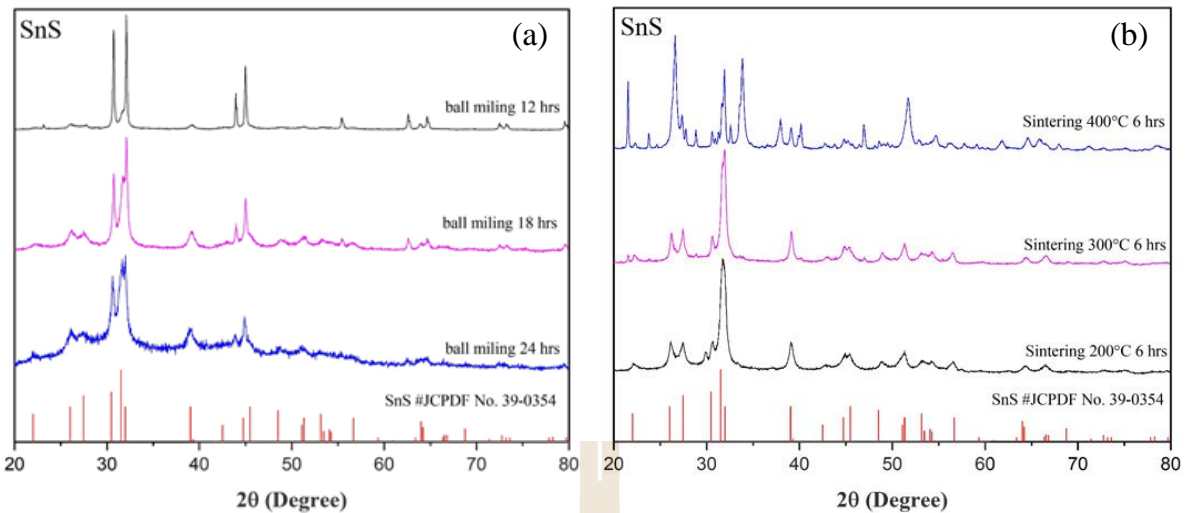 SnS
(a)
ball miling 12 hrs
ball miling 18 hrs
ball miling 24 hrs
SnS #JCPDF No. 39-0354
20 30 40 50 60 70 80
2θ (Degree)
SnS
(b)
Sintering 400°C 6 hrs
Sintering 300°C 6 hrs
Sintering 200°C 6 hrs
SnS #JCPDF No. 39-0354
20 30 40 50 60 70 80
2θ (Degree)